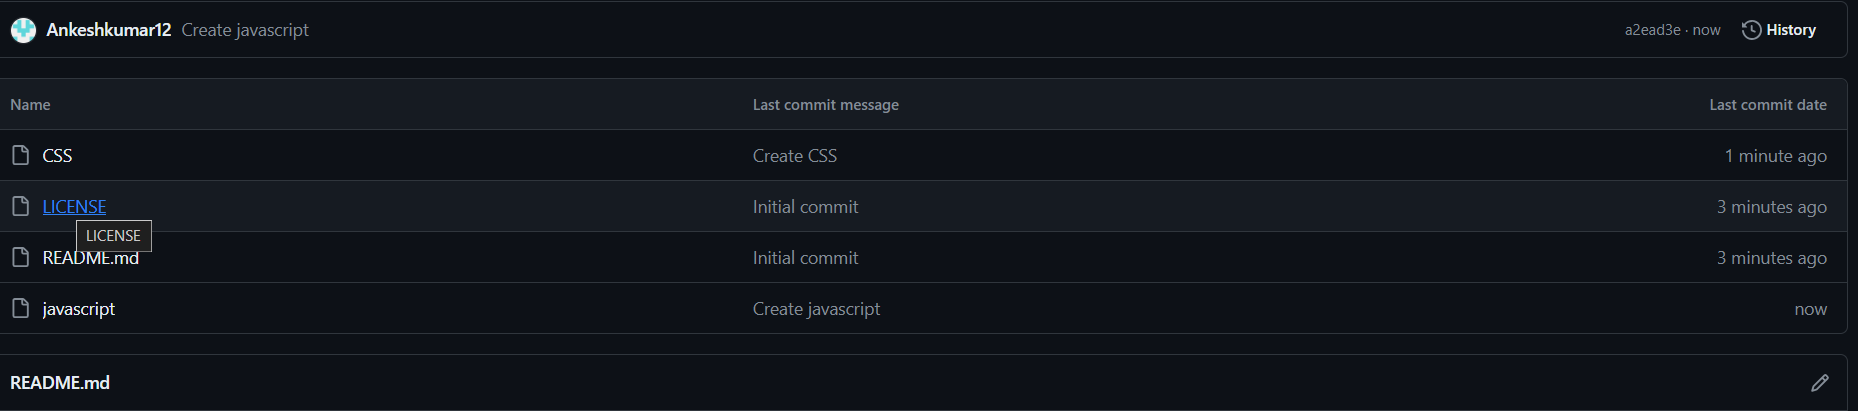 Ankeshkumar12 Create javascript a2ead3e · now History
Name Last commit message Last commit date
CSS Create CSS 1 minute ago
LICENSE Initial commit 3 minutes ago
LICENSE
README.md Initial commit 3 minutes ago
javascript Create javascript now
README.md